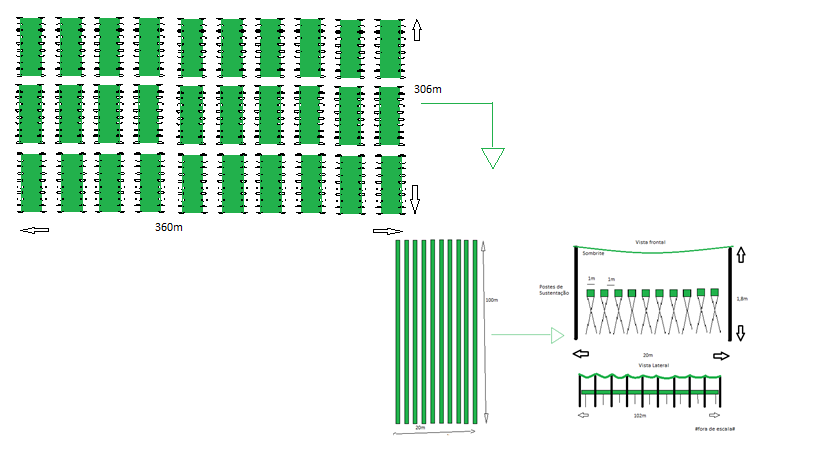 306m
360m
100m
20m
Vista frontal
Sombrite
1m
1m
Postes de
Sustentação
1,8m
20m
Vista Lateral
102m
#fora de escala#